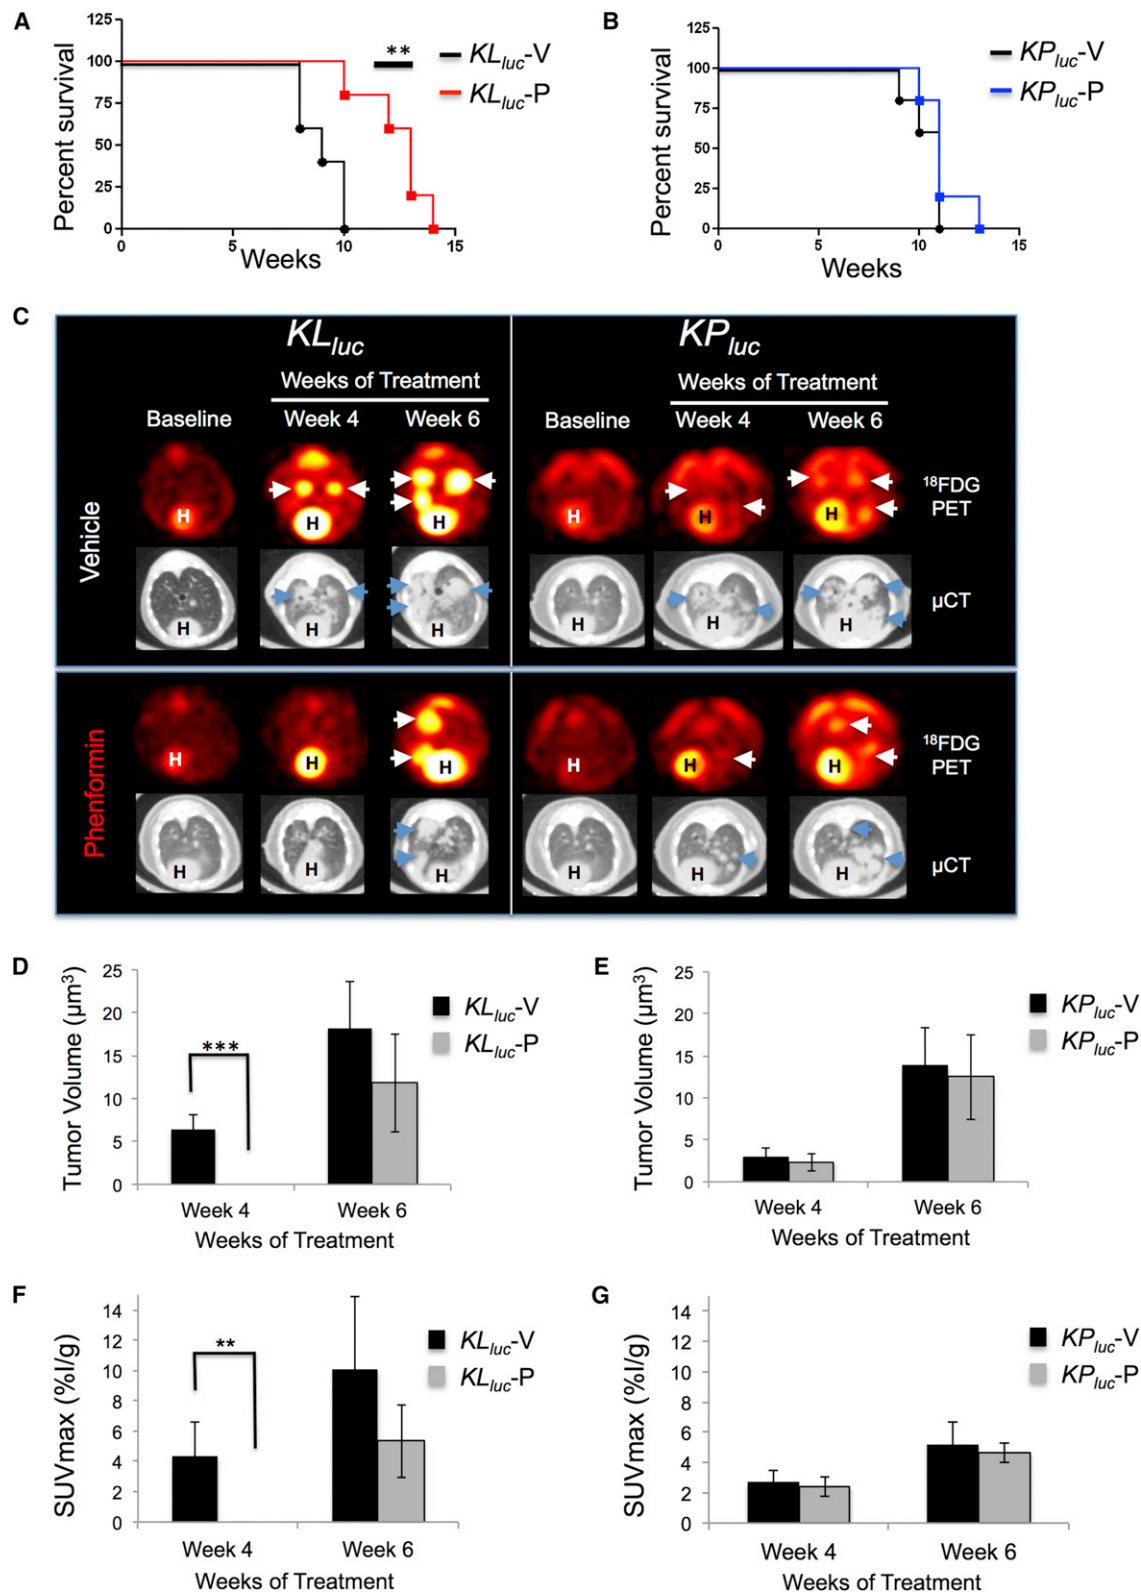 A
125
100
75
50
25
0
0
5
10
15
Percent survival
Weeks
**
KLluc-V
KLluc-P
B
125
100
75
50
25
0
0
5
10
15
Percent survival
Weeks
KPluc-V
KPluc-P
C
KLluc
KPluc
Weeks of Treatment
Weeks of Treatment
Baseline
Week 4
Week 6
Baseline
Week 4
Week 6
Vehicle
H
H
H
H
H
H
18FDG
PET
H
H
H
H
H
H
µCT
Phenformin
H
H
H
H
H
H
18FDG
PET
H
H
H
H
H
H
µCT
D
25
20
15
10
5
0
Tumor Volume (µm³)
***
KLluc-V
KLluc-P
Week 4
Week 6
Weeks of Treatment
E
25
20
15
10
5
0
Tumor Volume (µm³)
KPluc-V
KPluc-P
Week 4
Week 6
Weeks of Treatment
F
14
12
10
8
6
4
2
0
SUVmax (%I/g)
**
KLluc-V
KLluc-P
Week 4
Week 6
Weeks of Treatment
G
14
12
10
8
6
4
2
0
SUVmax (%I/g)
KPluc-V
KPluc-P
Week 4
Week 6
Weeks of Treatment